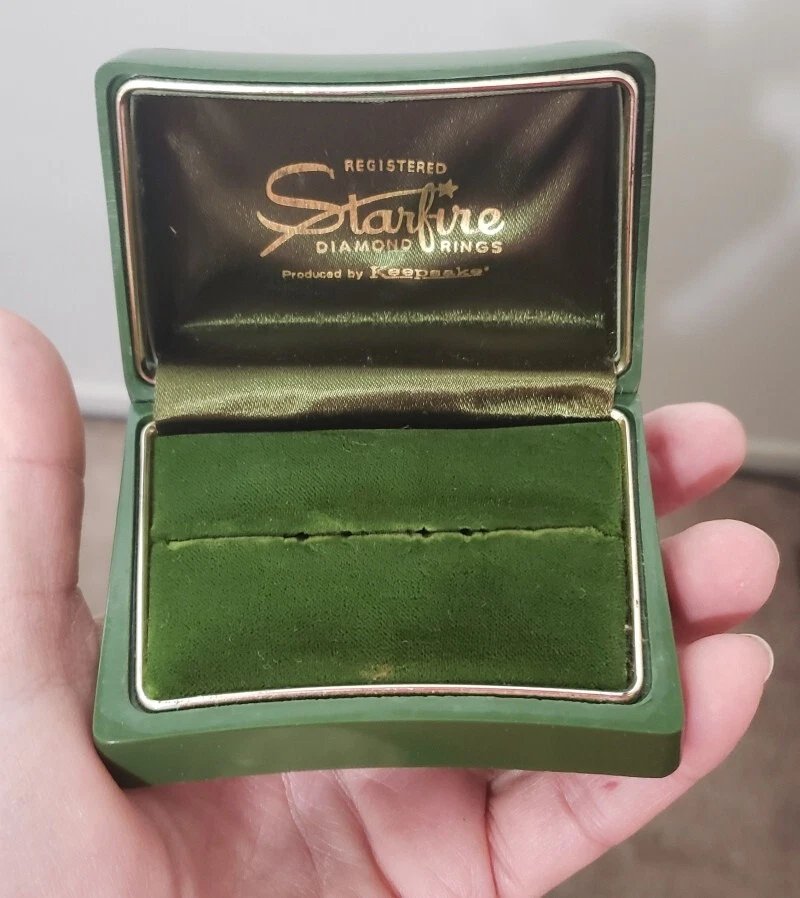 REGISTERED
Starfire
DIAMOND RINGS
Produced by Keepsake®